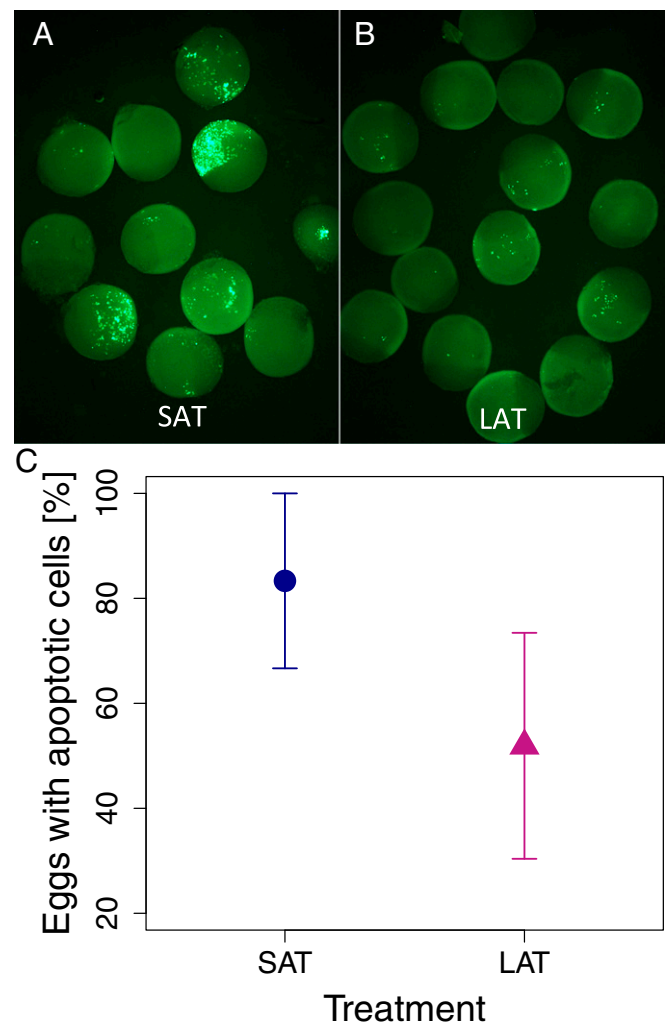 A
B
SAT
LAT
C
Eggs with apoptotic cells [%]
100
80
60
40
20
SAT
LAT
Treatment